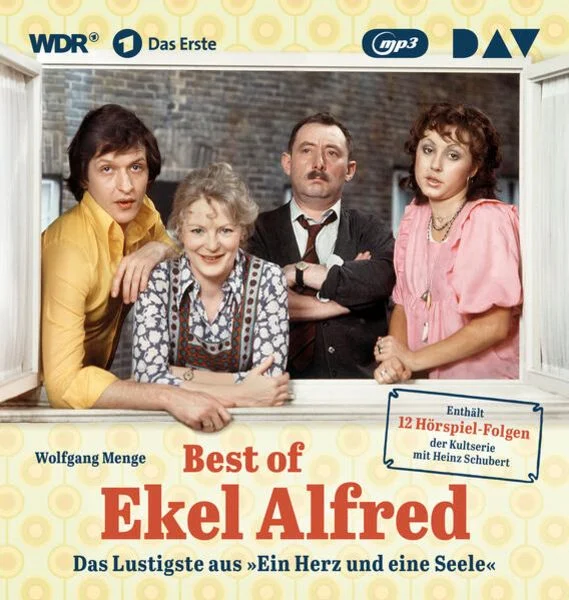 WDR Das Erste mp3 DAV
Enthält
12 Hörspiel-Folgen
der Kultserie
mit Heinz Schubert
Wolfgang Menge
Best of
Ekel Alfred
Das Lustigste aus »Ein Herz und eine Seele«